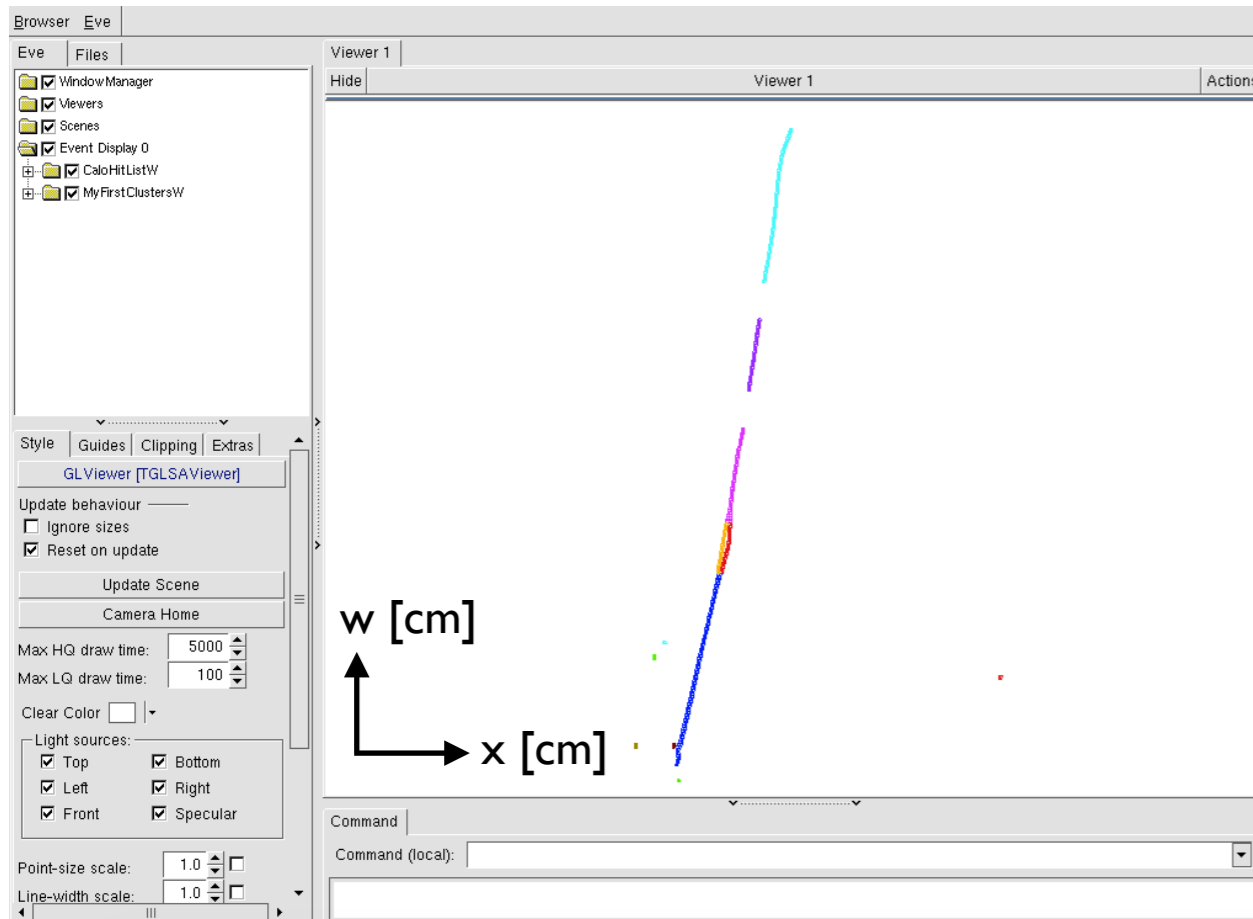 Browser Eve
Eve Files
WindowManager
Viewers
Scenes
Event Display 0
CaloHitListW
MyFirstClustersW
Style Guides Clipping Extras
GLViewer [TGLSAViewer]
Update behaviour
Ignore sizes
Reset on update
Update Scene
Camera Home
Max HQ draw time: 5000
Max LQ draw time: 100
Clear Color
Light sources:
Top Bottom
Left Right
Front Specular
Point-size scale: 1.0
Line-width scale: 1.0
Viewer 1
Hide Viewer 1 Actions
w [cm]
x [cm]
Command
Command (local):